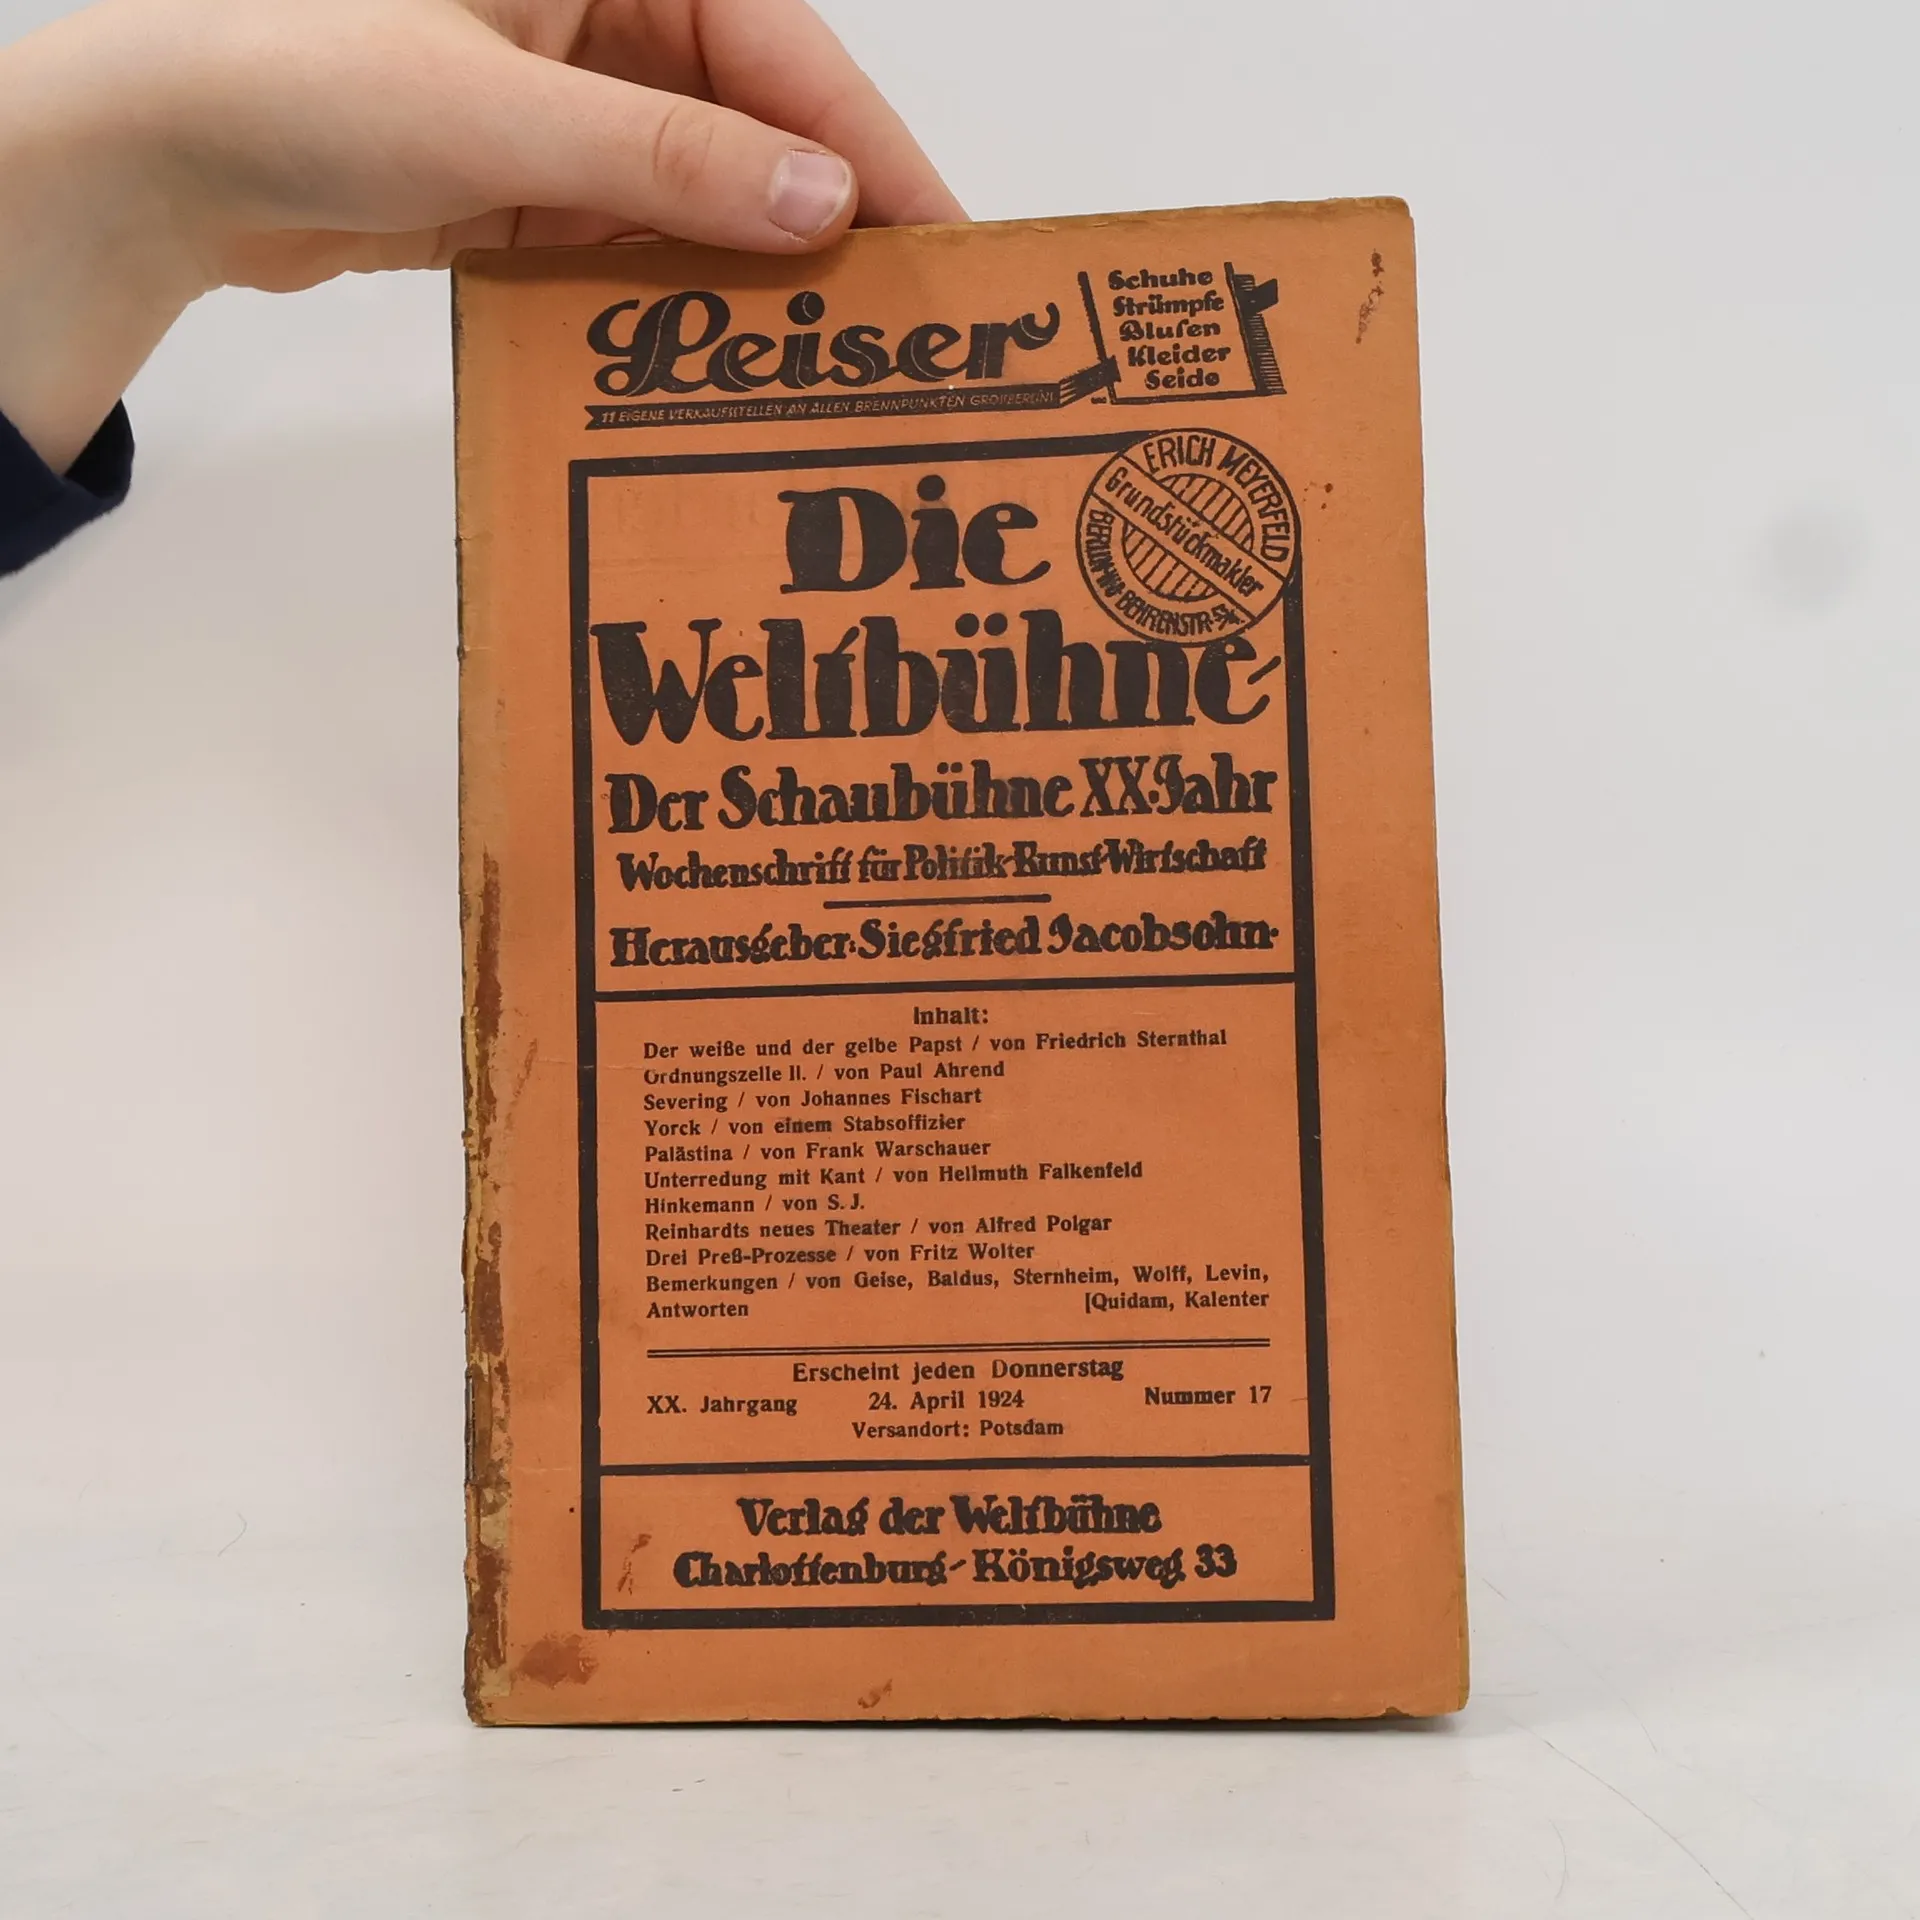 Leiser
Schuhe
Strümpfe
Blusen
Kleider
Seide
11 EIGENE VERKAUFSSTELLEN AN ALLEN BRENNPUNKTEN GROSSBERLINS
ERICH MEYERFELD
Grundstückmakler
BERLIN BEHRENSTR.
Die
Weltbühne
Der Schaubühne XX. Jahr
Wochenschrift für Politik-Kunst-Wirtschaft
Herausgeber: Siegfried Jacobsohn
Inhalt:
Der weiße und der gelbe Papst / von Friedrich Sternthal
Ordnungszelle II. / von Paul Ahrend
Severing / von Johannes Fischart
Yorck / von einem Stabsoffizier
Palästina / von Frank Warschauer
Unterredung mit Kant / von Hellmuth Falkenfeld
Hinkemann / von S. J.
Reinhardts neues Theater / von Alfred Polgar
Drei Preß-Prozesse / von Fritz Wolter
Bemerkungen / von Geise, Baldus, Sternheim, Wolff, Levin,
Antworten [Quidam, Kalenter
Erscheint jeden Donnerstag
XX. Jahrgang 24. April 1924 Nummer 17
Versandort: Potsdam
Verlag der Weltbühne
Charlottenburg-Königsweg 33